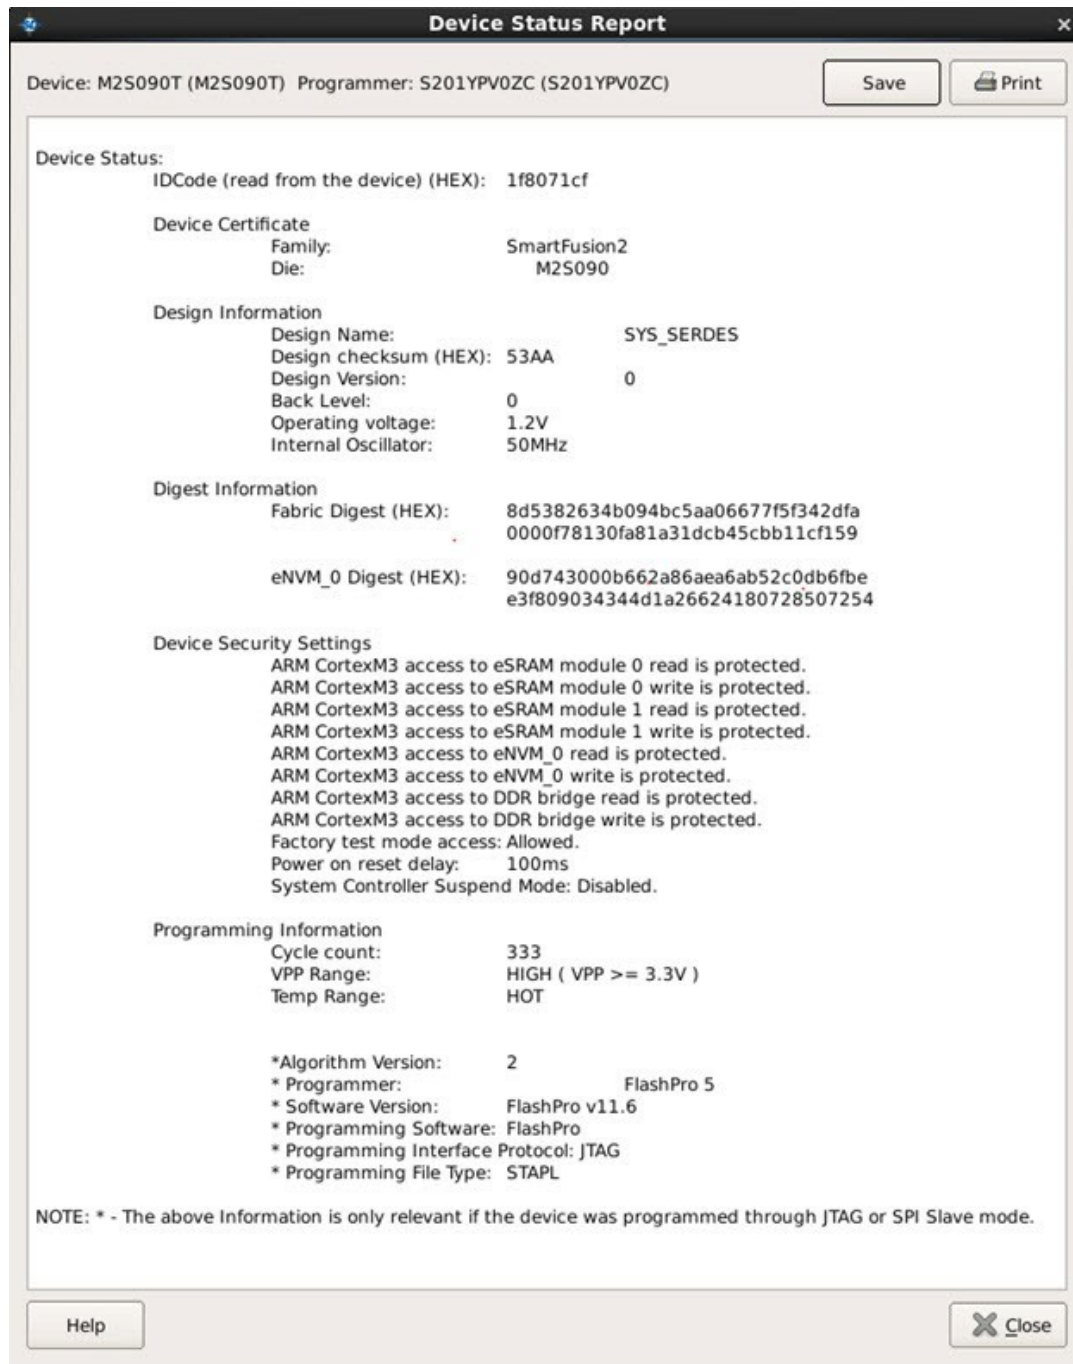 Device Status Report
Device: M2S090T (M2S090T) Programmer: S201YPV0ZC (S201YPV0ZC)
Save
Print
Device Status:
IDCode (read from the device) (HEX): 1f8071cf
Device Certificate
Family: SmartFusion2
Die: M2S090
Design Information
Design Name: SYS_SERDES
Design checksum (HEX): 53AA
Design Version: 0
Back Level: 0
Operating voltage: 1.2V
Internal Oscillator: 50MHz
Digest Information
Fabric Digest (HEX): 8d5382634b094bc5aa06677f5f342dfa
0000f78130fa81a31dcb45cbb11cf159
eNVM_0 Digest (HEX): 90d743000b662a86aea6ab52c0db6fbe
e3f809034344d1a26624180728507254
Device Security Settings
ARM CortexM3 access to eSRAM module 0 read is protected.
ARM CortexM3 access to eSRAM module 0 write is protected.
ARM CortexM3 access to eSRAM module 1 read is protected.
ARM CortexM3 access to eSRAM module 1 write is protected.
ARM CortexM3 access to eNVM_0 read is protected.
ARM CortexM3 access to eNVM_0 write is protected.
ARM CortexM3 access to DDR bridge read is protected.
ARM CortexM3 access to DDR bridge write is protected.
Factory test mode access: Allowed.
Power on reset delay: 100ms
System Controller Suspend Mode: Disabled.
Programming Information
Cycle count: 333
VPP Range: HIGH ( VPP >= 3.3V )
Temp Range: HOT
*Algorithm Version: 2
* Programmer: FlashPro 5
* Software Version: FlashPro v11.6
* Programming Software: FlashPro
* Programming Interface Protocol: JTAG
* Programming File Type: STAPL
NOTE: * - The above Information is only relevant if the device was programmed through JTAG or SPI Slave mode.
Help
Close